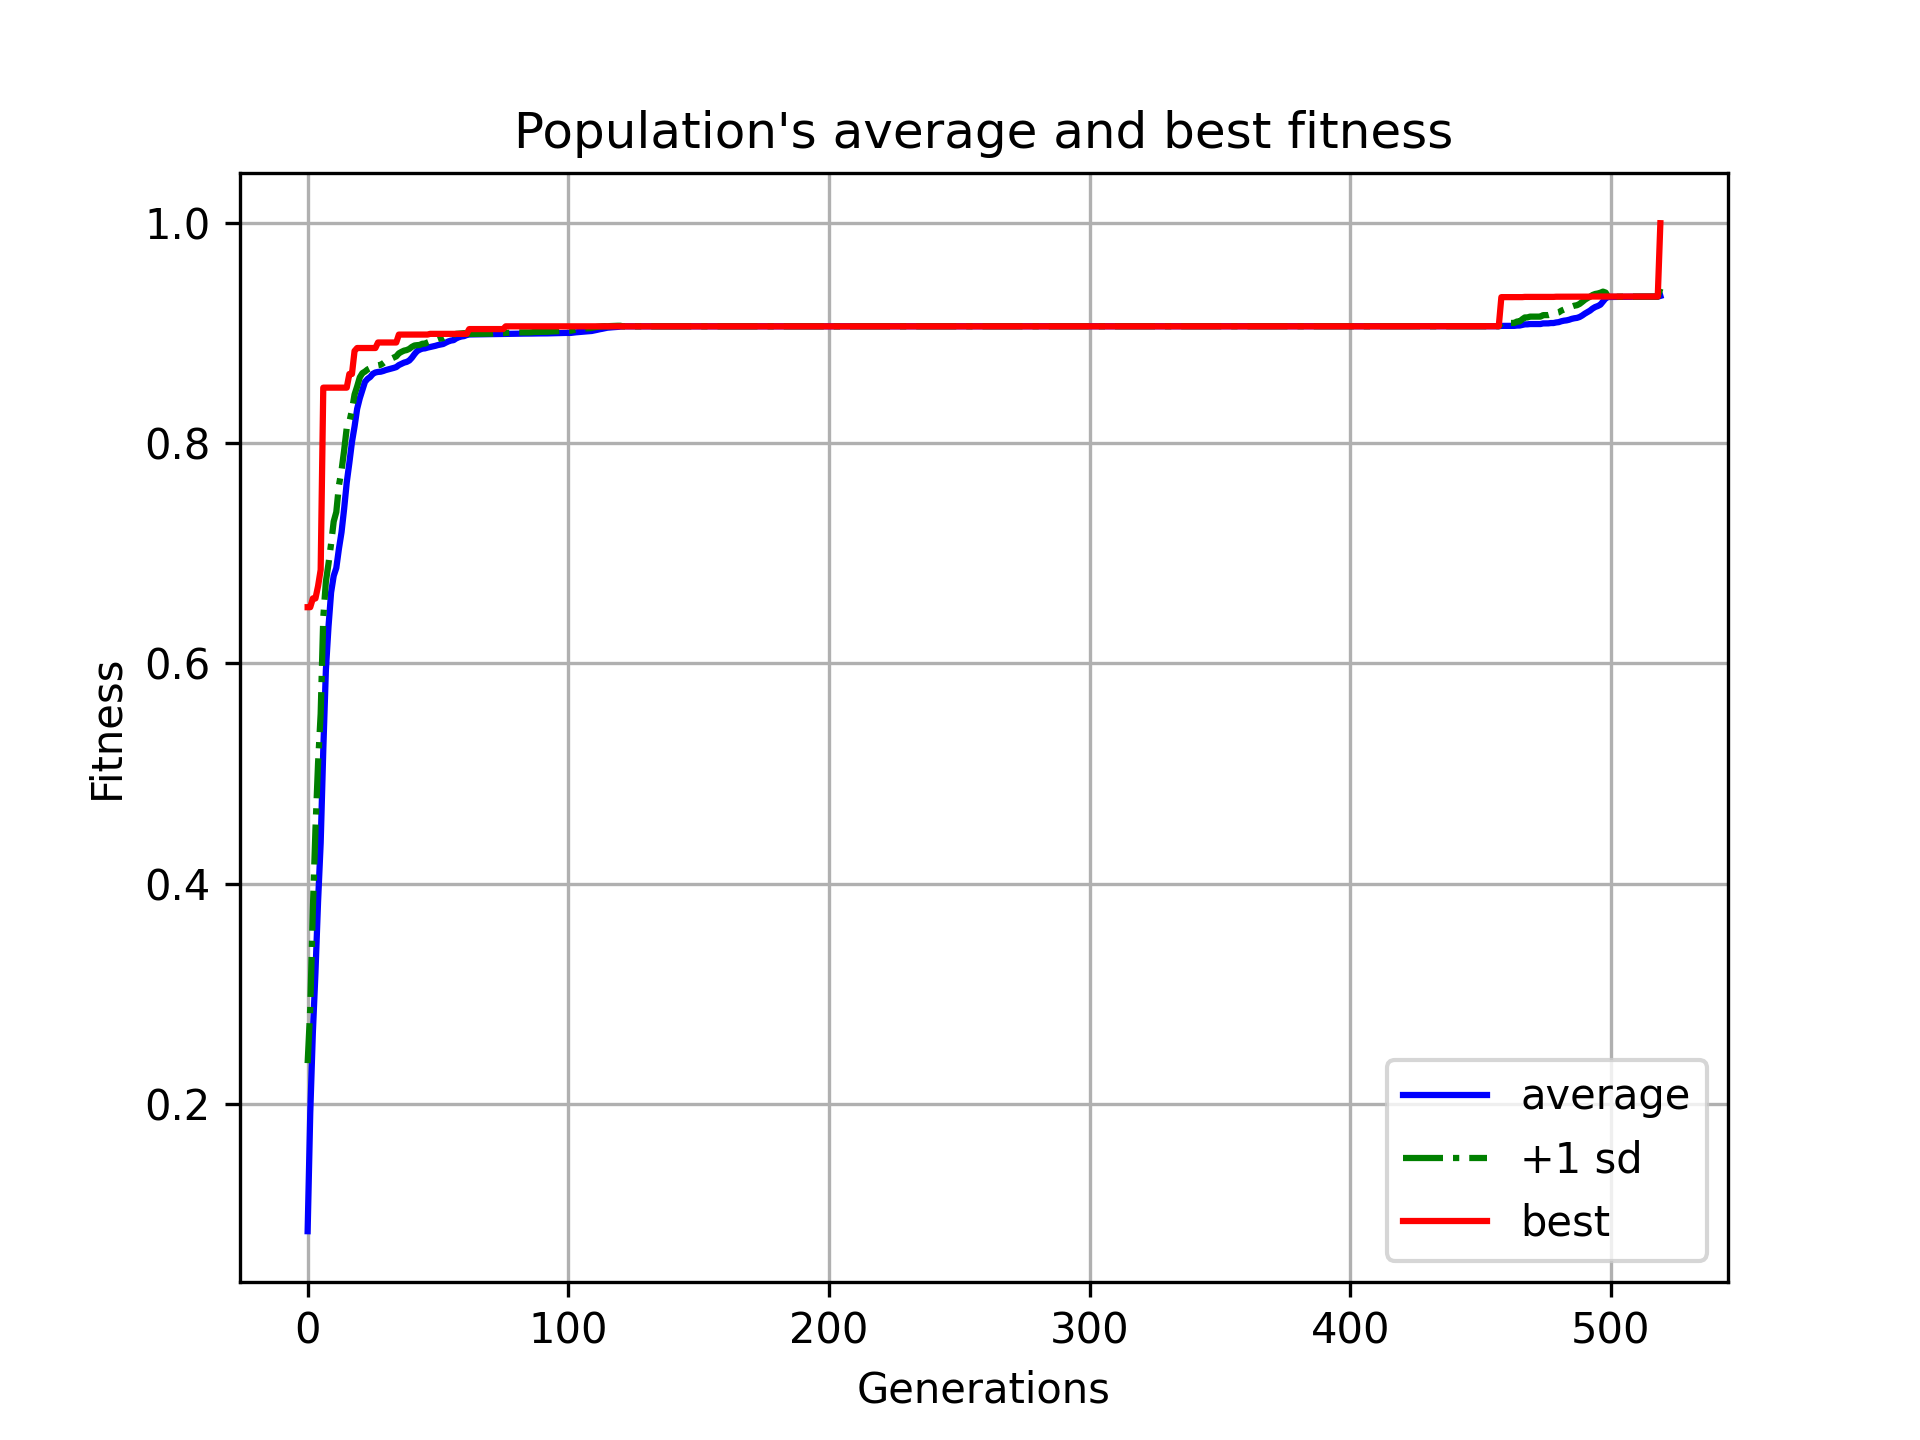 Population's average and best fitness
1.0
0.8
0.6
0.4
0.2
Fitness
0 100 200 300 400 500
Generations
average
+1 sd
best